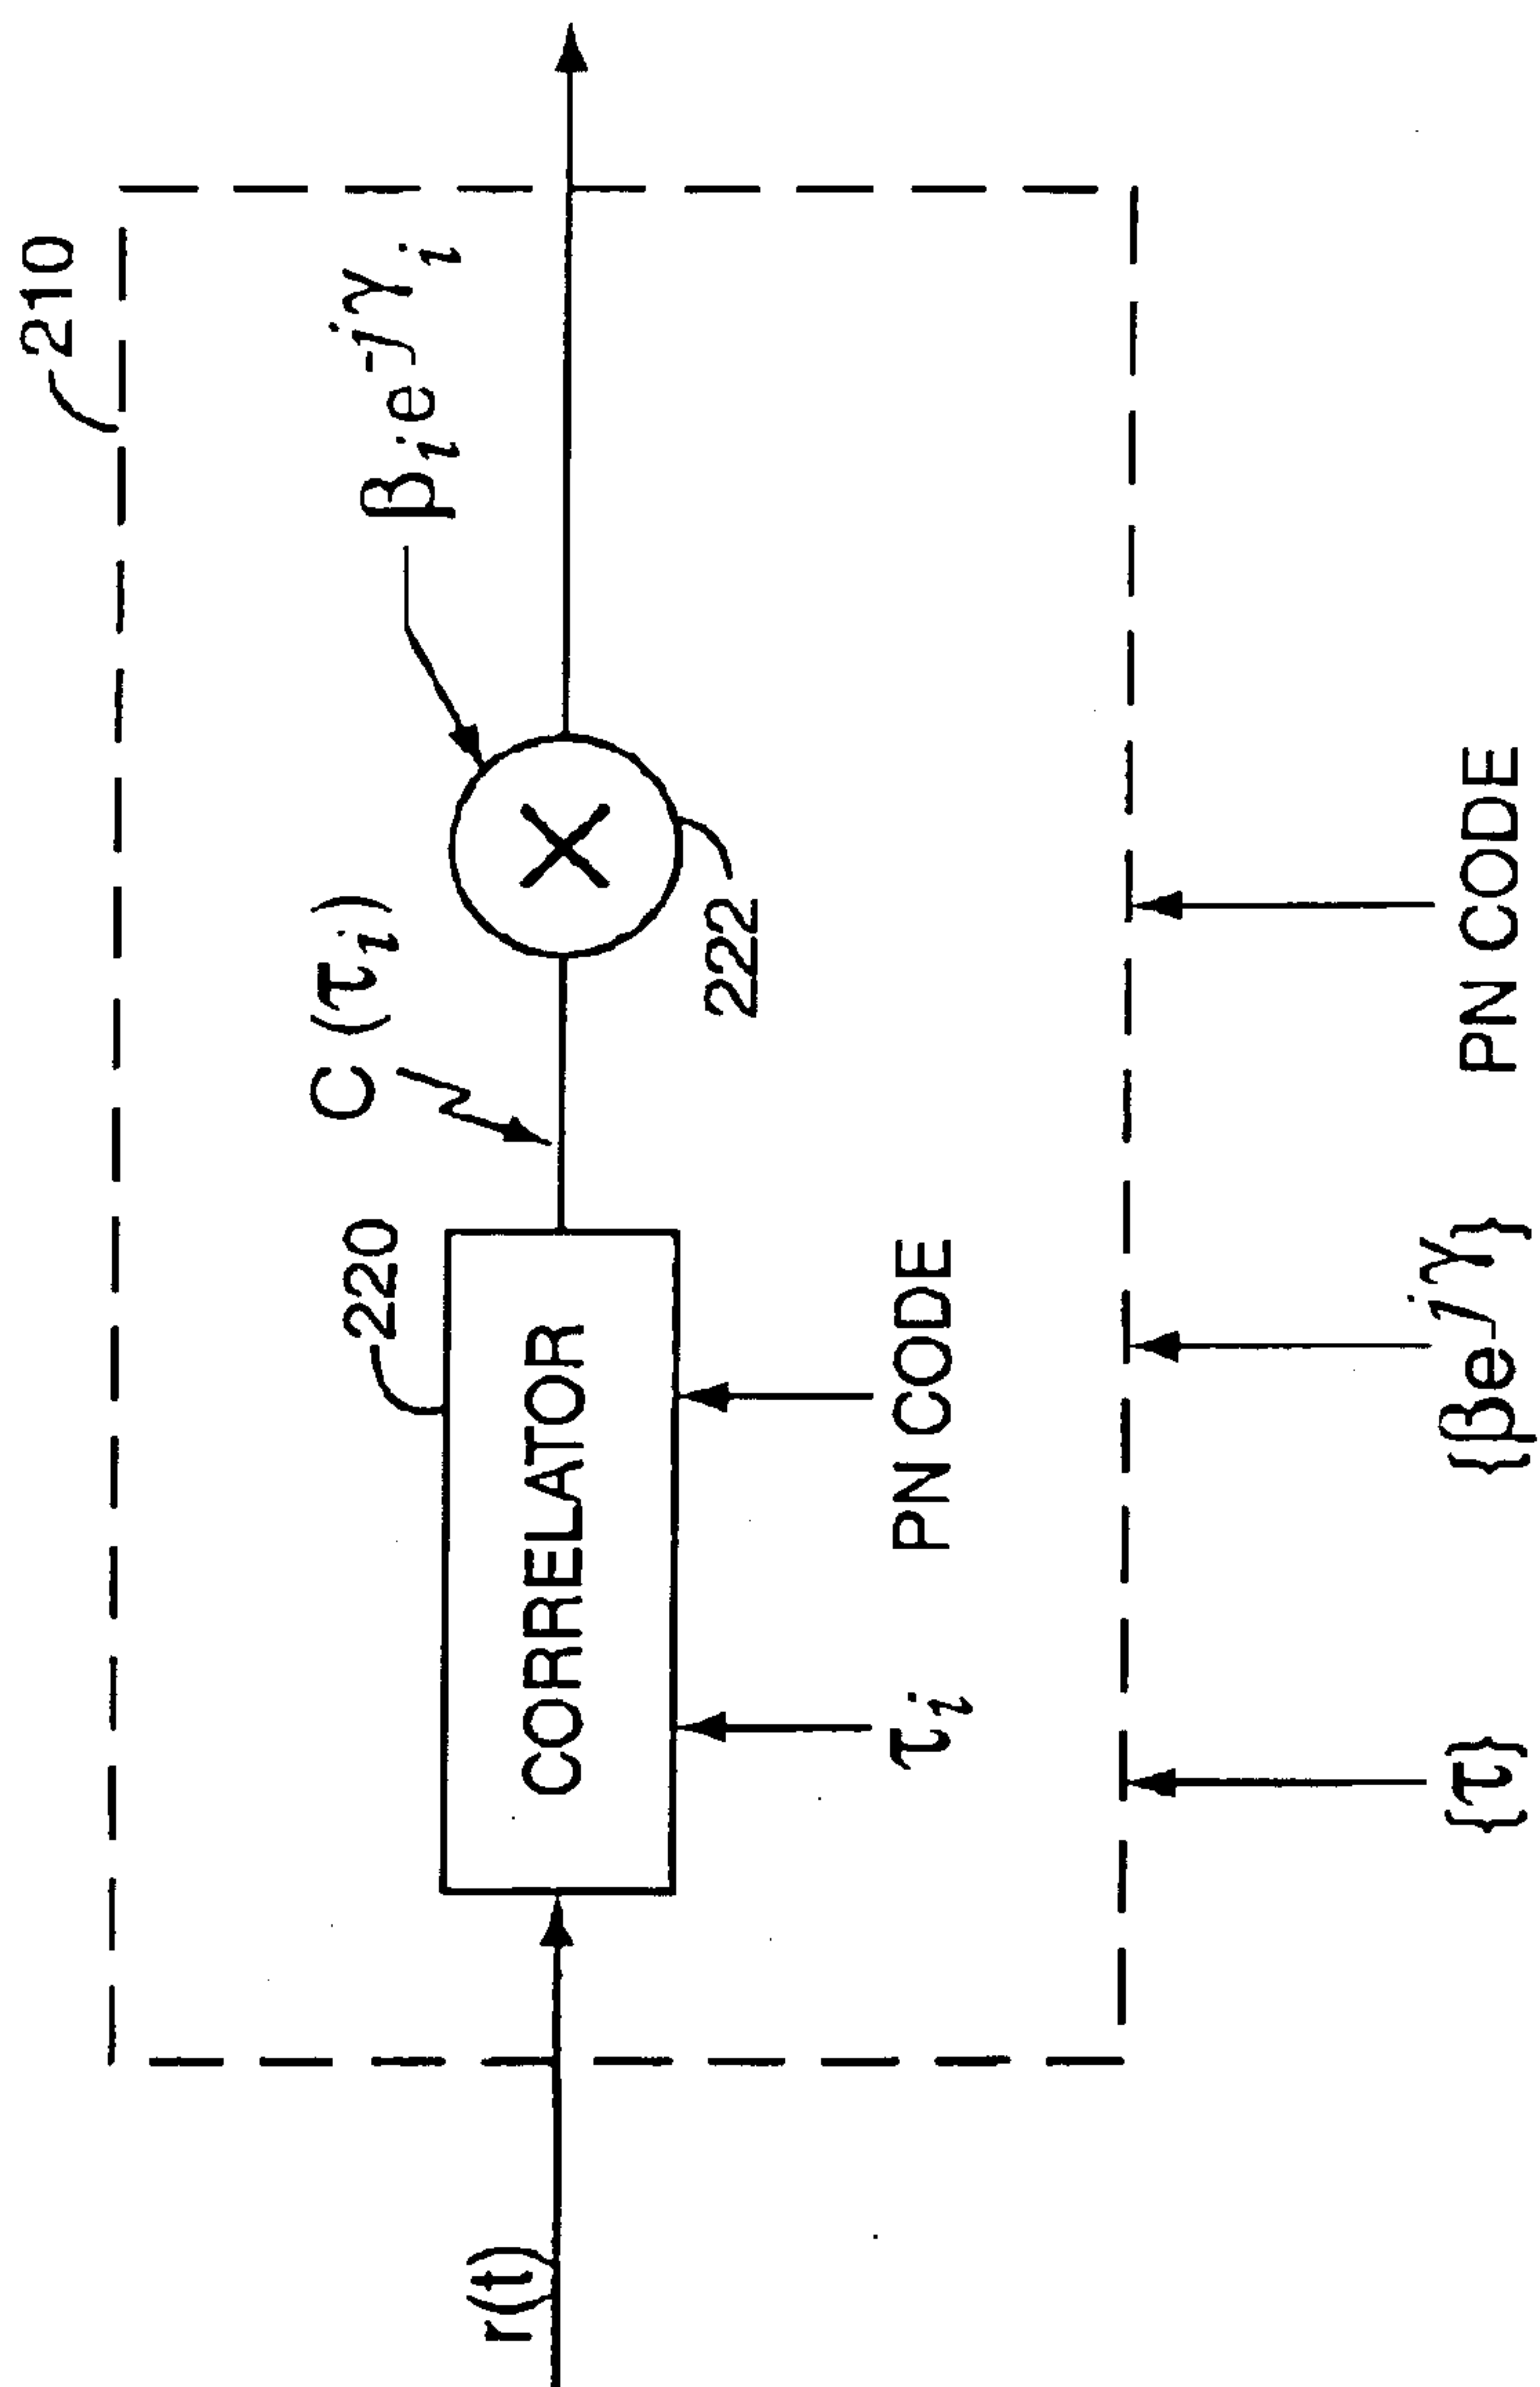 210
β_i e^{-jγ_i}
C (τ_i)
220
222
CORRELATOR
r(t)
τ_i
PN CODE
{τ}
{βe^{jγ}}
PN CODE